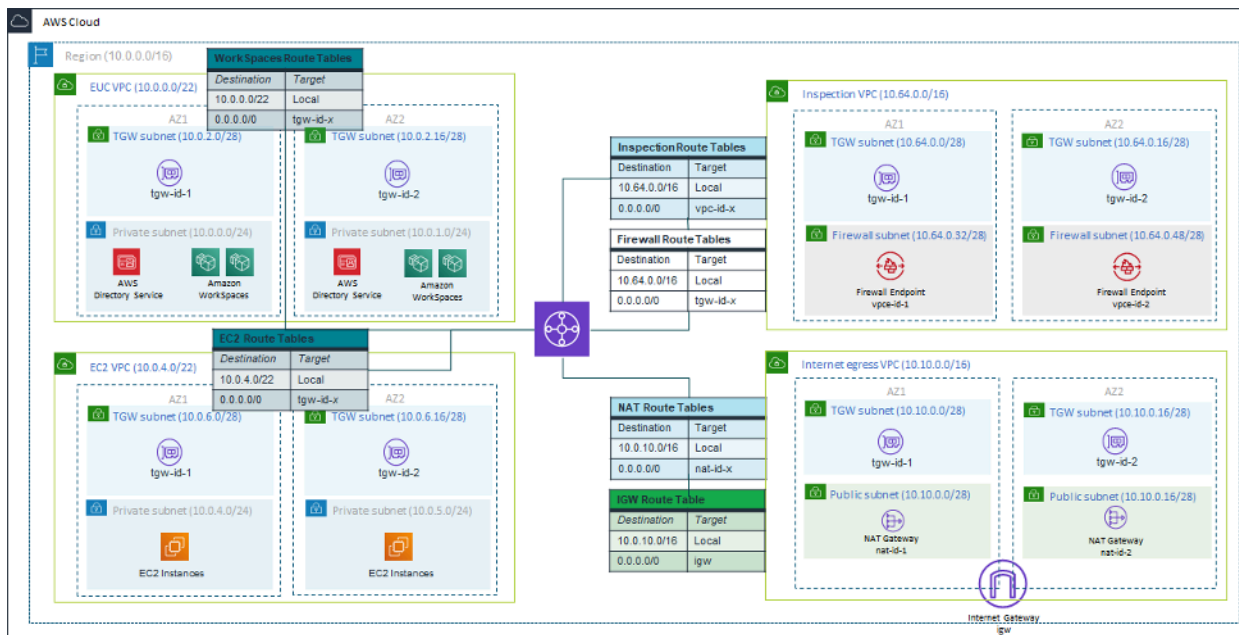 AWS Cloud
Region (10.0.0.0/16)
WorkSpaces Route Tables
Destination Target
10.0.0.0/22 Local
0.0.0.0/0 tgw-id-x
EUC VPC (10.0.0.0/22)
AZ1
TGW subnet (10.0.2.0/28)
tgw-id-1
Private subnet (10.0.0.0/24)
AWS
Directory Service
Amazon
WorkSpaces
AZ2
TGW subnet (10.0.2.16/28)
tgw-id-2
Private subnet (10.0.1.0/24)
AWS
Directory Service
Amazon
WorkSpaces
EC2 Route Tables
Destination Target
10.0.4.0/22 Local
0.0.0.0/0 tgw-id-x
EC2 VPC (10.0.4.0/22)
AZ1
TGW subnet (10.0.6.0/28)
tgw-id-1
Private subnet (10.0.4.0/24)
EC2 Instances
AZ2
TGW subnet (10.0.6.16/28)
tgw-id-2
Private subnet (10.0.5.0/24)
EC2 Instances
Inspection Route Tables
Destination Target
10.64.0.0/16 Local
0.0.0.0/0 vpc-id-x
Firewall Route Tables
Destination Target
10.64.0.0/16 Local
0.0.0.0/0 tgw-id-x
NAT Route Tables
Destination Target
10.0.10.0/16 Local
0.0.0.0/0 nat-id-x
IGW Route Table
Destination Target
10.0.10.0/16 Local
0.0.0.0/0 igw
Inspection VPC (10.64.0.0/16)
AZ1
TGW subnet (10.64.0.0/28)
tgw-id-1
Firewall subnet (10.64.0.32/28)
Firewall Endpoint
vpce-id-1
AZ2
TGW subnet (10.64.0.16/28)
tgw-id-2
Firewall subnet (10.64.0.48/28)
Firewall Endpoint
vpce-id-2
Internet egress VPC (10.10.0.0/16)
AZ1
TGW subnet (10.10.0.0/28)
tgw-id-1
Public subnet (10.10.0.0/28)
NAT Gateway
nat-id-1
AZ2
TGW subnet (10.10.0.16/28)
tgw-id-2
Public subnet (10.10.0.16/28)
NAT Gateway
nat-id-2
Internet Gateway
igw